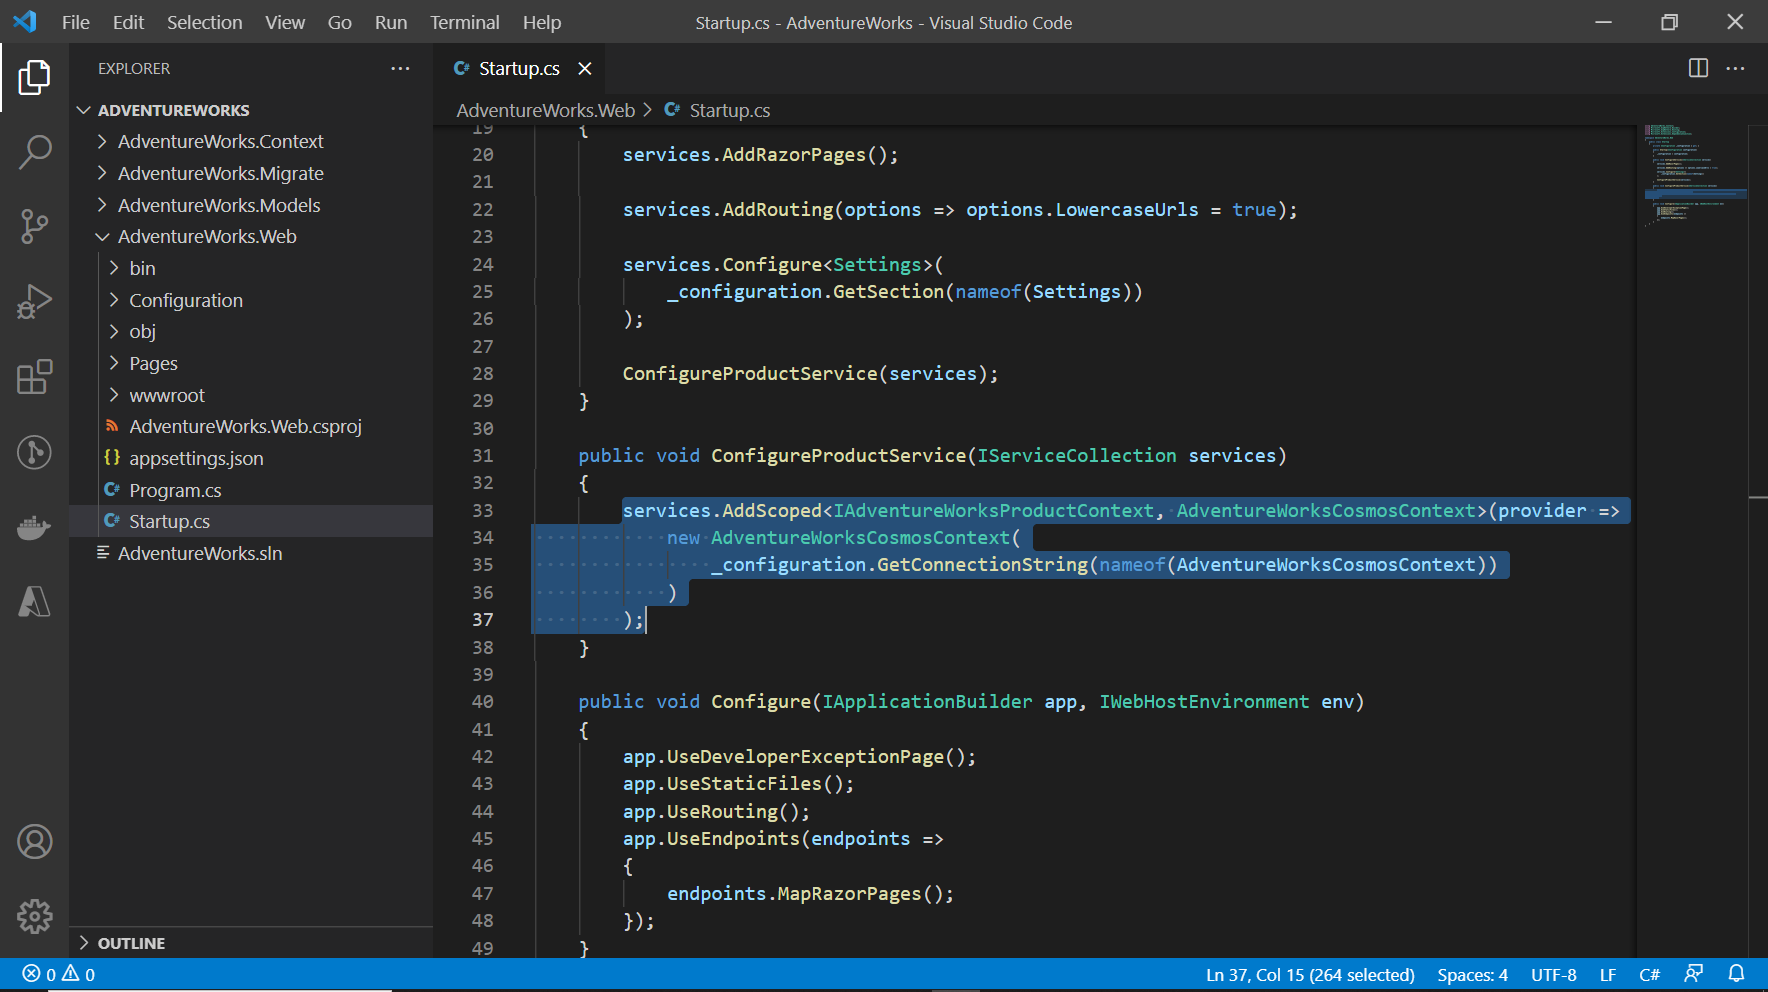 File Edit Selection View Go Run Terminal Help Startup.cs - AdventureWorks - Visual Studio Code
EXPLORER
ADVENTUREWORKS
AdventureWorks.Context
AdventureWorks.Migrate
AdventureWorks.Models
AdventureWorks.Web
bin
Configuration
obj
Pages
wwwroot
AdventureWorks.Web.csproj
{} appsettings.json
C# Program.cs
C# Startup.cs
AdventureWorks.sln
OUTLINE
C# Startup.cs
AdventureWorks.Web > C# Startup.cs
19 {
20 services.AddRazorPages();
21
22 services.AddRouting(options => options.LowercaseUrls = true);
23
24 services.Configure<Settings>(
25 _configuration.GetSection(nameof(Settings))
26 );
27
28 ConfigureProductService(services);
29 }
30
31 public void ConfigureProductService(IServiceCollection services)
32 {
33 services.AddScoped<IAdventureWorksProductContext, AdventureWorksCosmosContext>(provider =>
34 new AdventureWorksCosmosContext(
35 _configuration.GetConnectionString(nameof(AdventureWorksCosmosContext))
36 )
37 );
38 }
39
40 public void Configure(IApplicationBuilder app, IWebHostEnvironment env)
41 {
42 app.UseDeveloperExceptionPage();
43 app.UseStaticFiles();
44 app.UseRouting();
45 app.UseEndpoints(endpoints =>
46 {
47 endpoints.MapRazorPages();
48 });
49 }
0 0 Ln 37, Col 15 (264 selected) Spaces: 4 UTF-8 LF C#